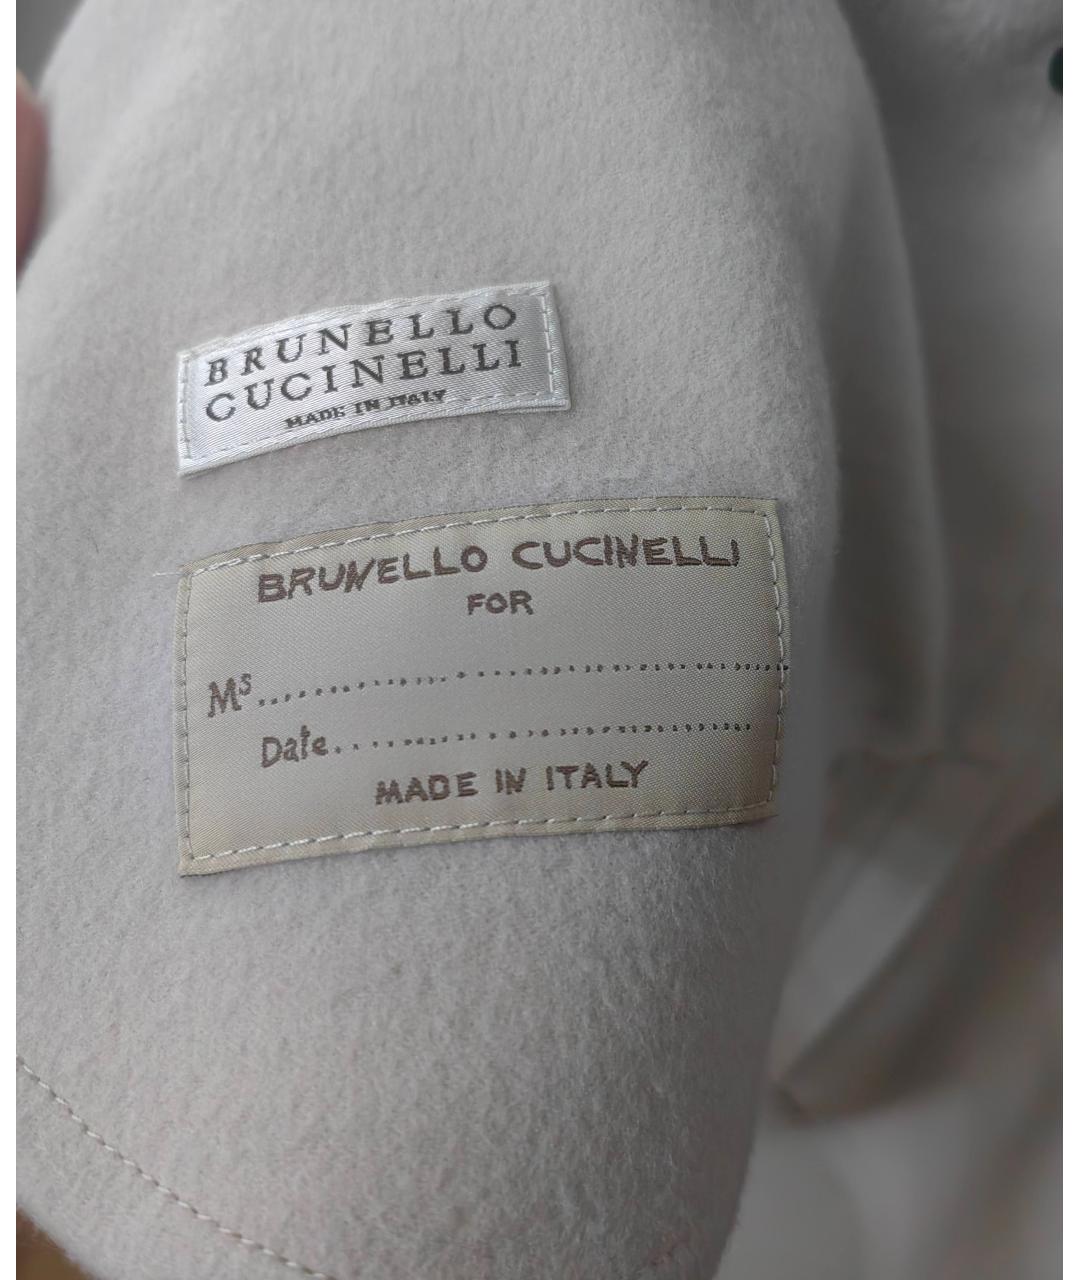 BRUNELLO
CUCINELLI
MADE IN ITALY
BRUNELLO CUCINELLI
FOR
Ms..........................................
Date..........................................
MADE IN ITALY